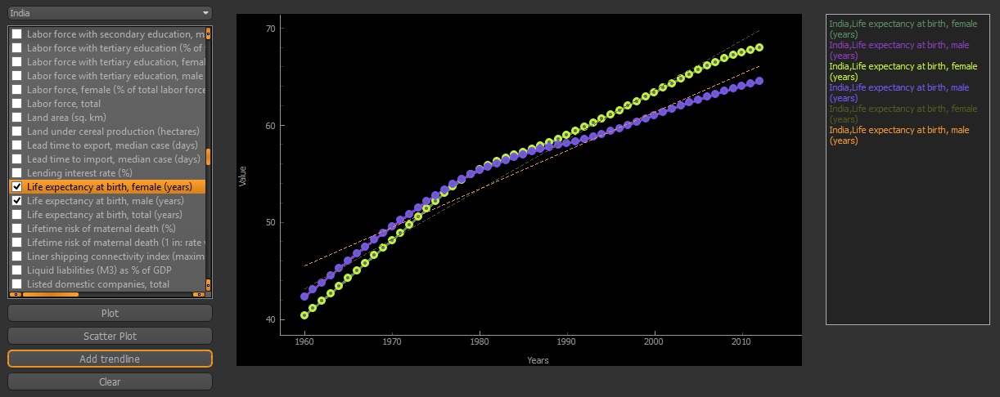 India
Labor force with secondary education, m
Labor force with tertiary education (% of
Labor force with tertiary education, femal
Labor force with tertiary education, male
Labor force, female (% of total labor force
Labor force, total
Land area (sq. km)
Land under cereal production (hectares)
Lead time to export, median case (days)
Lead time to import, median case (days)
Lending interest rate (%)
Life expectancy at birth, female (years)
Life expectancy at birth, male (years)
Life expectancy at birth, total (years)
Lifetime risk of maternal death (%)
Lifetime risk of maternal death (1 in: rate
Liner shipping connectivity index (maxim
Liquid liabilities (M3) as % of GDP
Listed domestic companies, total
Plot
Scatter Plot
Add trendline
Clear
70
60
50
40
Value
1960 1970 1980 1990 2000 2010
Years
India,Life expectancy at birth, female
(years)
India,Life expectancy at birth, male
(years)
India,Life expectancy at birth, female
(years)
India,Life expectancy at birth, male
(years)
India,Life expectancy at birth, female
(years)
India,Life expectancy at birth, male
(years)